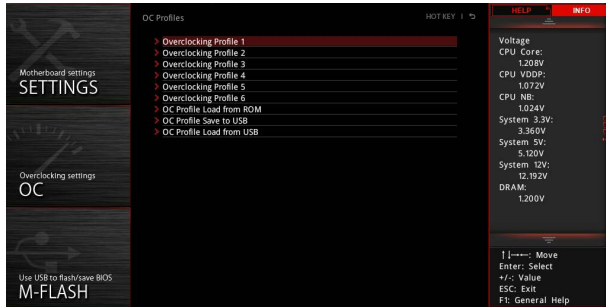 Motherboard settings
SETTINGS
Overclocking settings
OC
Use USB to flash/save BIOS
M-FLASH
OC Profiles
HOT KEY
Overclocking Profile 1
Overclocking Profile 2
Overclocking Profile 3
Overclocking Profile 4
Overclocking Profile 5
Overclocking Profile 6
OC Profile Load from ROM
OC Profile Save to USB
OC Profile Load from USB
HELP
INFO
Voltage
CPU Core:
1.208V
CPU VDDP:
1.072V
CPU NB:
1.024V
System 3.3V:
3.360V
System 5V:
5.120V
System 12V:
12.192V
DRAM:
1.200V
↑↓→←: Move
Enter: Select
+/-: Value
ESC: Exit
F1: General Help